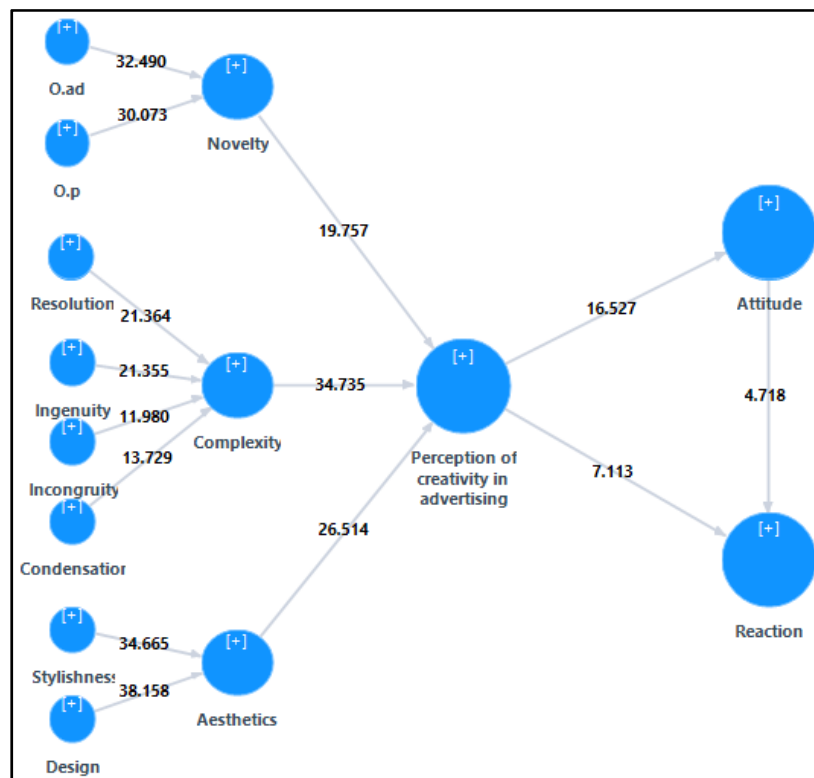 [+]
O.ad
32.490
[+]
O.p
30.073
[+]
Novelty
19.757
[+]
Resolution
21.364
[+]
Ingenuity
21.355
[+]
Incongruity
11.980
[+]
Condensation
13.729
[+]
Complexity
34.735
[+]
Stylishness
34.665
[+]
Design
38.158
[+]
Aesthetics
26.514
[+]
Perception of
creativity in
advertising
16.527
7.113
[+]
Attitude
4.718
[+]
Reaction